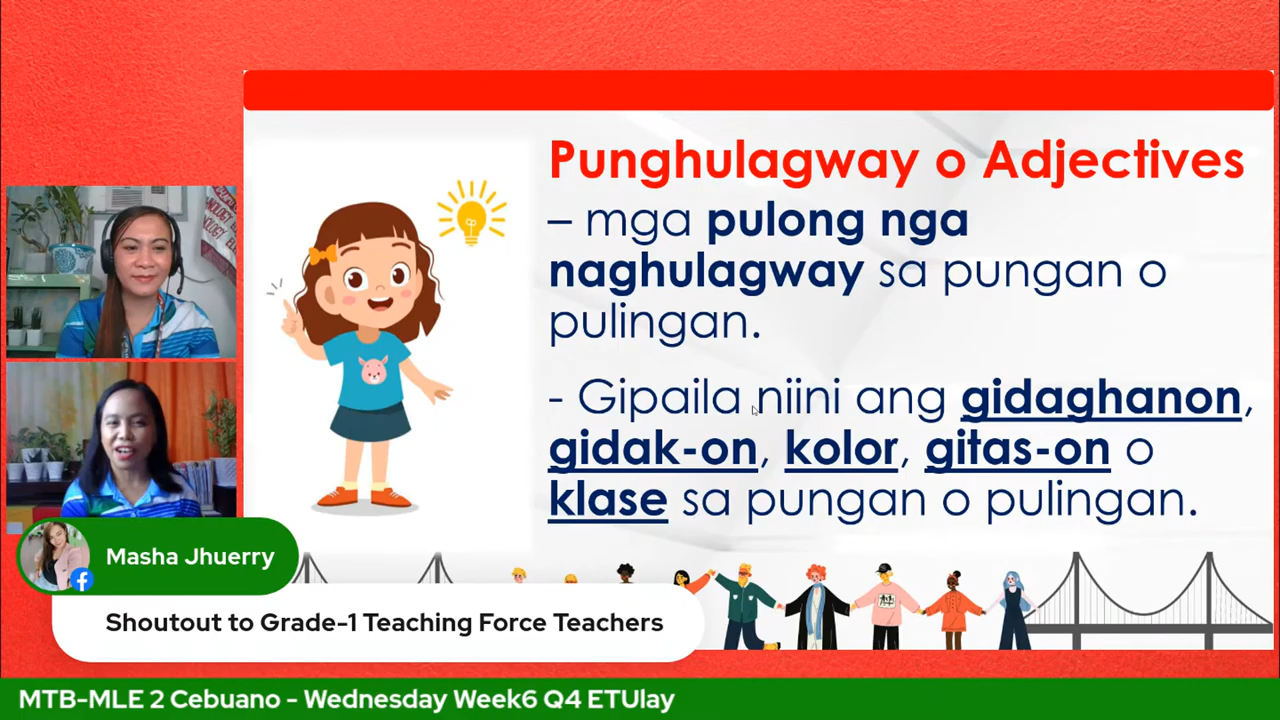 Punghulagway o Adjectives
– mga pulong nga
naghulagway sa pungan o
pulingan.
- Gipaila niini ang gidaghanon,
gidak-on, kolor, gitas-on o
klase sa pungan o pulingan.
Masha Jhuerry
Shoutout to Grade-1 Teaching Force Teachers
MTB-MLE 2 Cebuano - Wednesday Week6 Q4 ETUlay